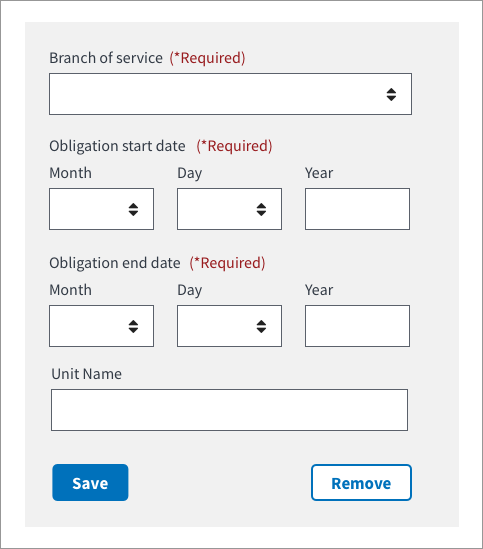 Branch of service (*Required)
Obligation start date (*Required)
Month Day Year
Obligation end date (*Required)
Month Day Year
Unit Name
Save Remove